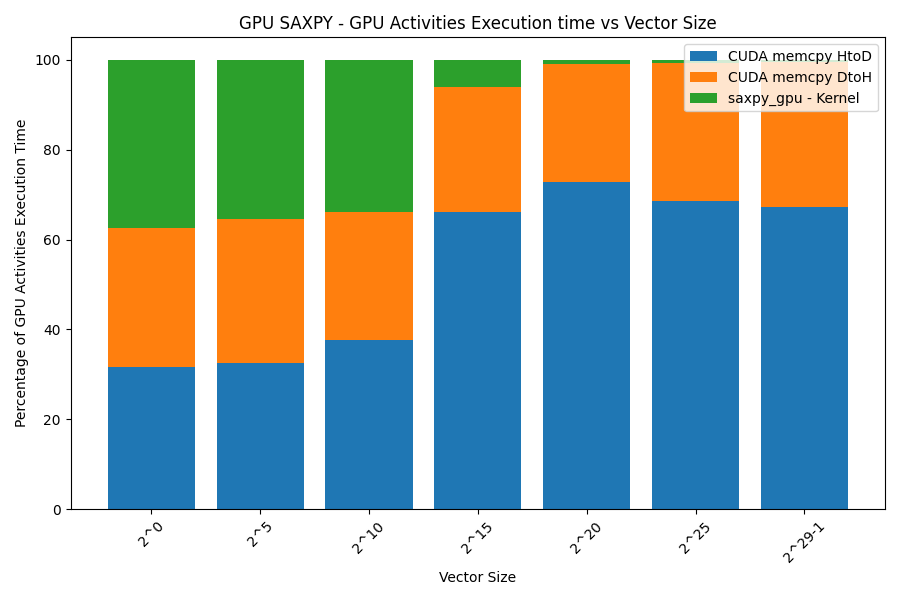 GPU SAXPY - GPU Activities Execution time vs Vector Size
CUDA memcpy HtoD
CUDA memcpy DtoH
saxpy_gpu - Kernel
Percentage of GPU Activities Execution Time
100
80
60
40
20
0
2^0
2^5
2^10
2^15
2^20
2^25
2^29-1
Vector Size